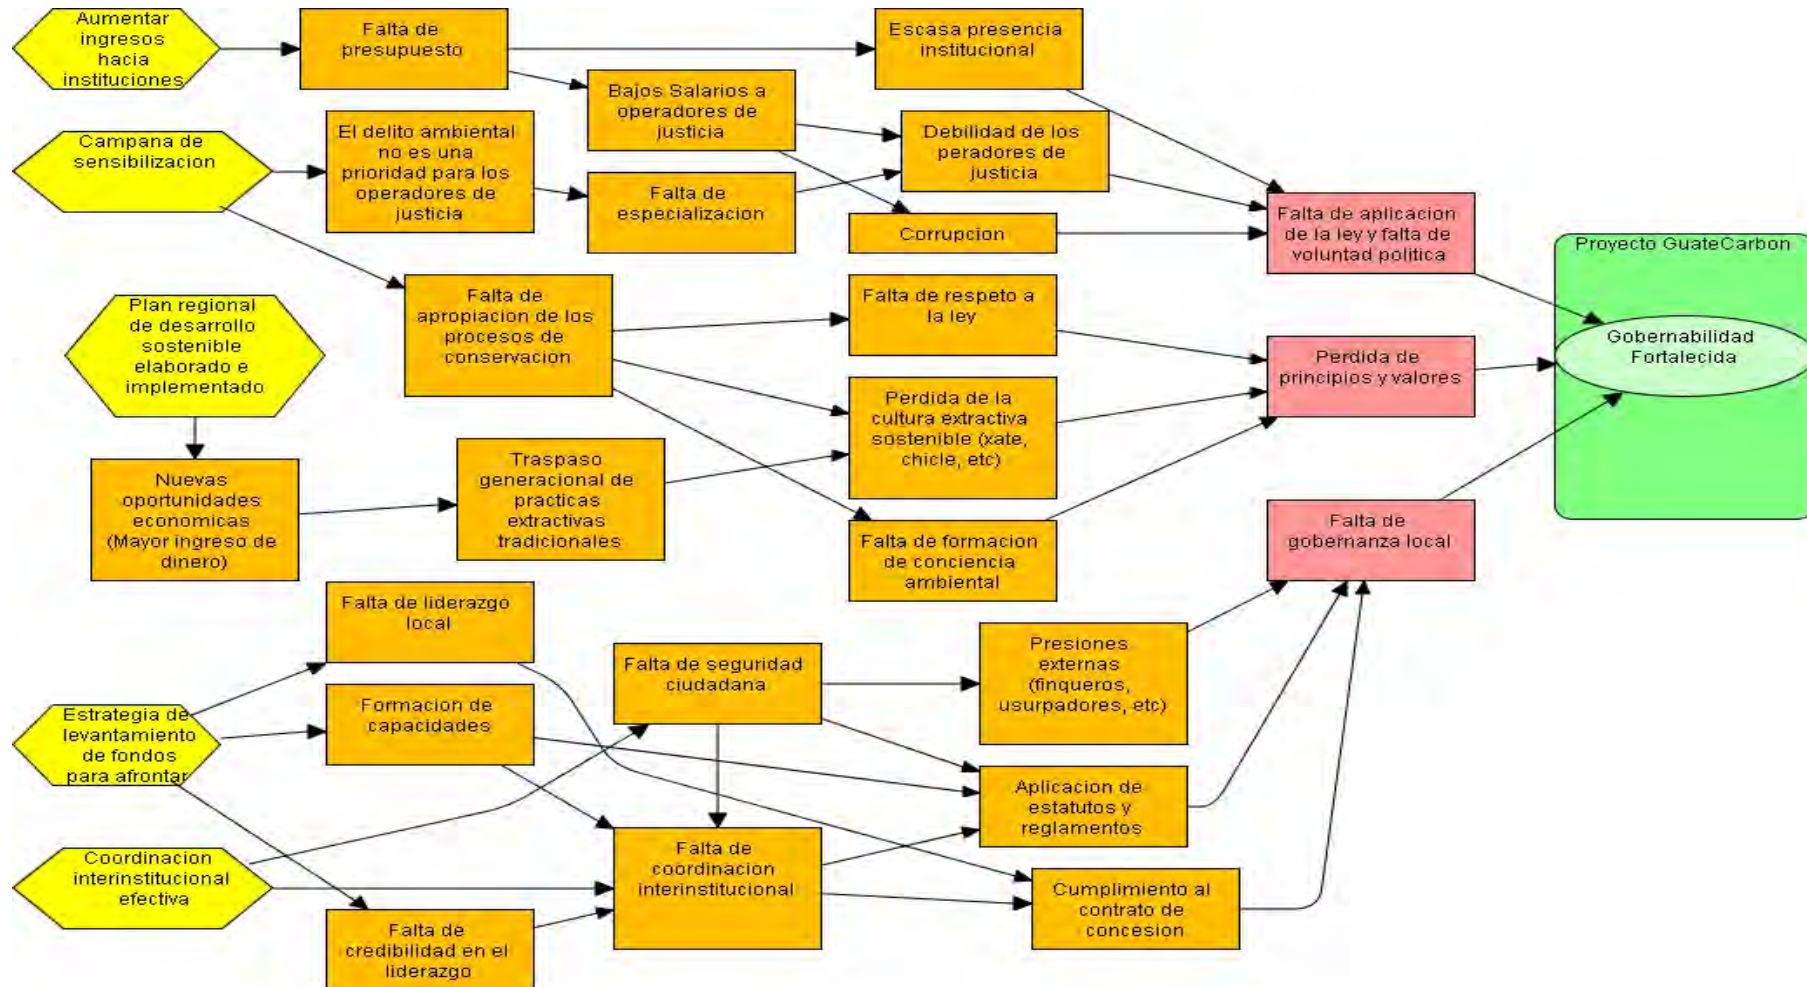 Aumentar
ingresos
hacia
instituciones
Falta de
presupuesto
Escasa presencia
institucional
Bajos Salarios a
operadores de
justicia
Campana de
sensibilizacion
El delito ambiental
no es una
prioridad para los
operadores de
justicia
Falta de
especializacion
Debilidad de los
peradores de
justicia
Corrupcion
Falta de aplicacion
de la ley y falta de
voluntad politica
Proyecto GuateCarbon
Gobernabilidad
Fortalecida
Plan regional
de desarrollo
sostenible
elaborado e
implementado
Falta de
apropiacion de los
procesos de
conservacion
Falta de respeto a
la ley
Perdida de
principios y valores
Perdida de la
cultura extractiva
sostenible (xate,
chicle, etc)
Nuevas
oportunidades
economicas
(Mayor ingreso de
dinero)
Traspaso
generacional de
practicas
extractivas
tradicionales
Falta de formacion
de conciencia
ambiental
Falta de
gobernanza local
Falta de liderazgo
local
Falta de seguridad
ciudadana
Presiones
externas
(finqueros,
usurpadores, etc)
Estrategia de
levantamiento
de fondos
para afrontar
Formacion de
capacidades
Aplicacion de
estatutos y
reglamentos
Coordinacion
interinstitucional
efectiva
Falta de
coordinacion
interinstitucional
Cumplimiento al
contrato de
concesion
Falta de
credibilidad en el
liderazgo